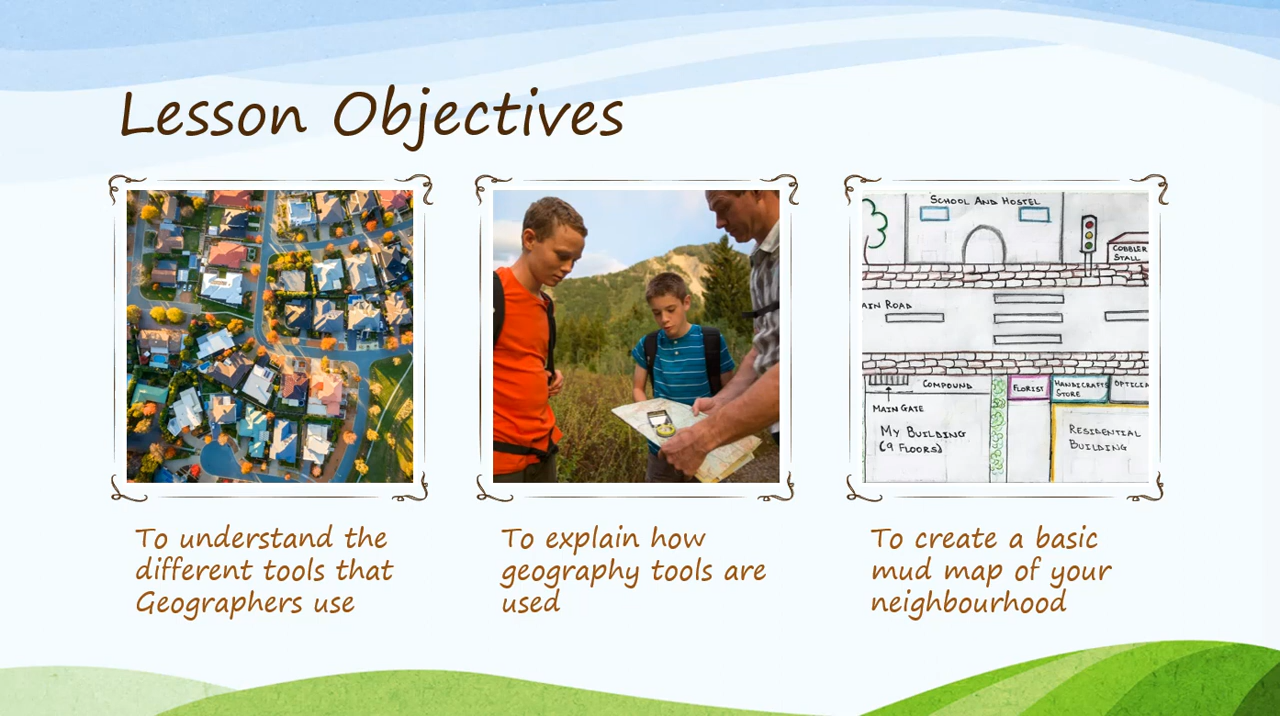 Lesson Objectives
SCHOOL AND HOSTEL
COBBLER
STALL
AIN ROAD
COMPOUND
FLORIST
HANDICRAFTS
STORE
OPTICIA
MAIN GATE
MY BUILDING
(9 FLOORS)
RESIDENTIAL
BUILDING
To understand the
different tools that
Geographers use
To explain how
geography tools are
used
To create a basic
mud map of your
neighbourhood